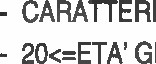 - CARATTERI
- 20<=ETA' GI